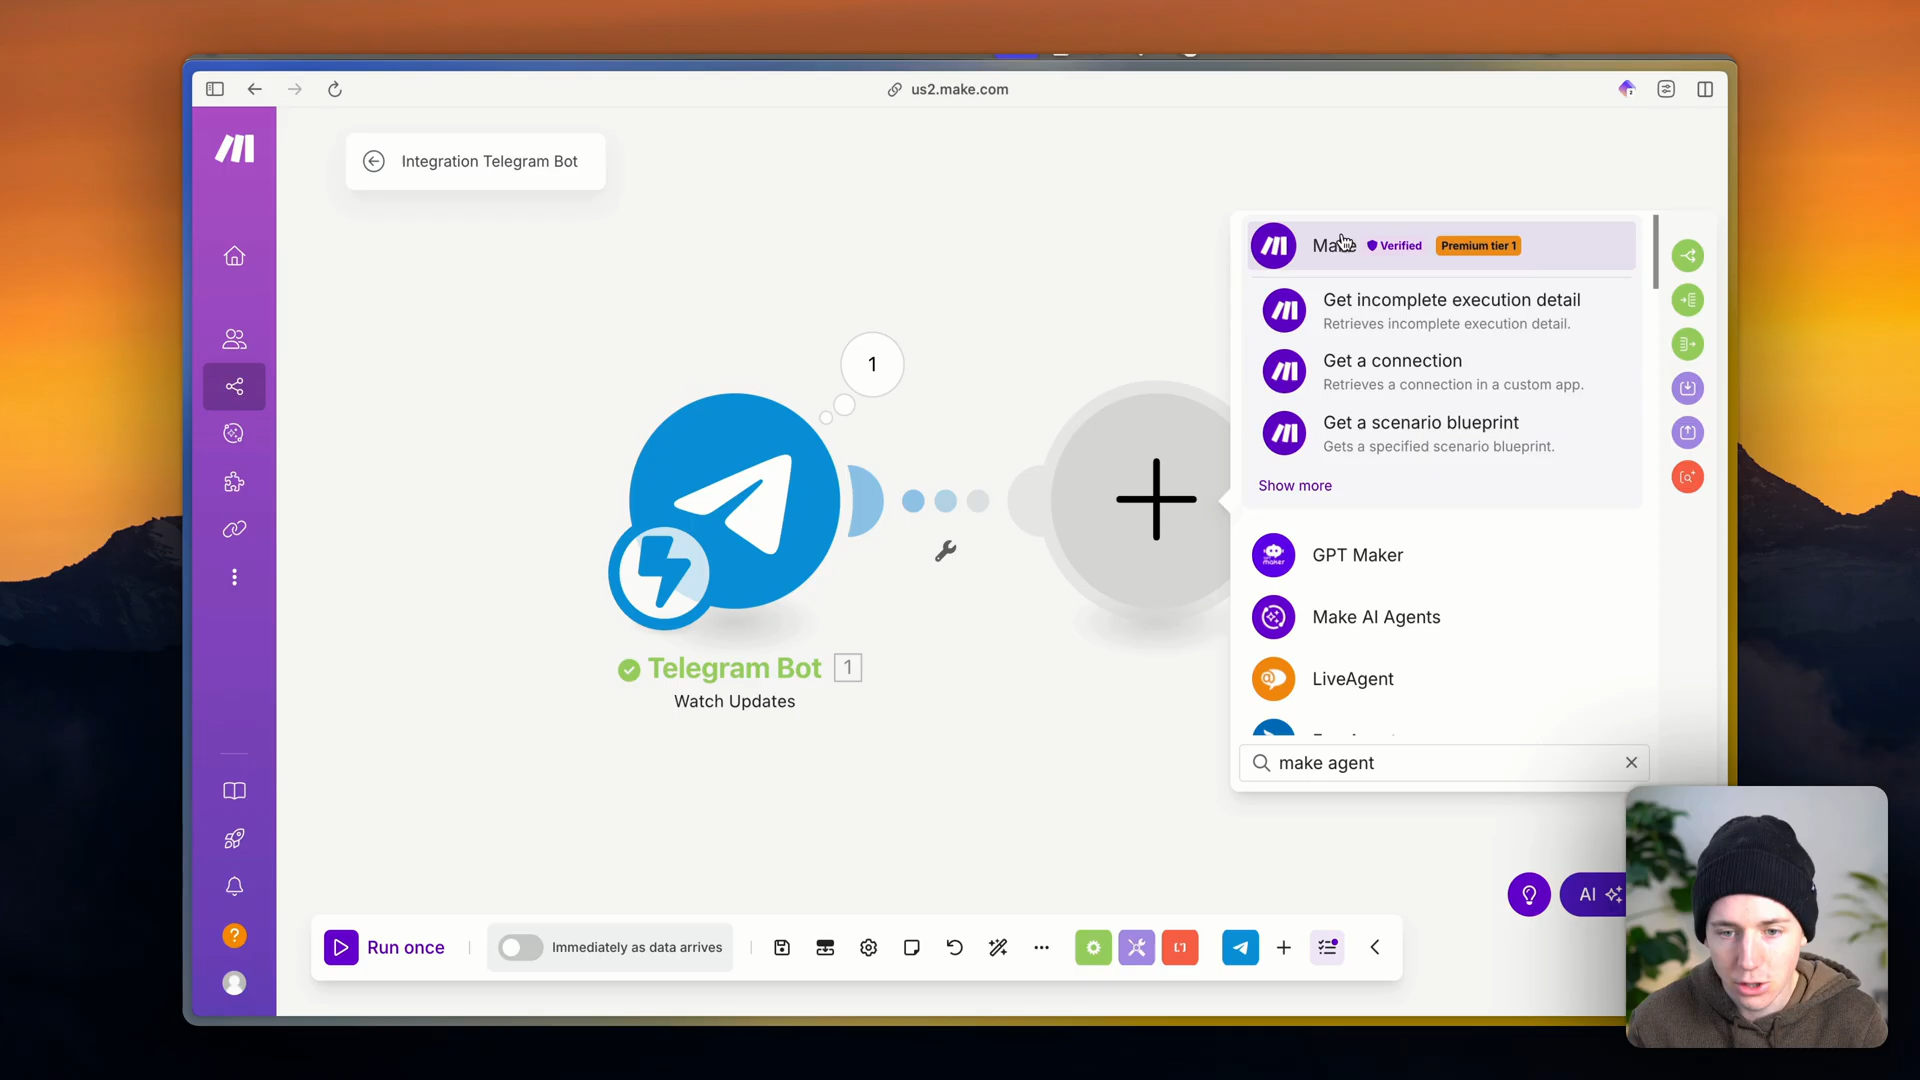 us2.make.com
Integration Telegram Bot
Make Verified Premium tier 1
Get incomplete execution detail
Retrieves incomplete execution detail.
Get a connection
Retrieves a connection in a custom app.
Get a scenario blueprint
Gets a specified scenario blueprint.
Show more
GPT Maker
Make AI Agents
LiveAgent
make agent
1
Telegram Bot 1
Watch Updates
AI
Run once
Immediately as data arrives
?